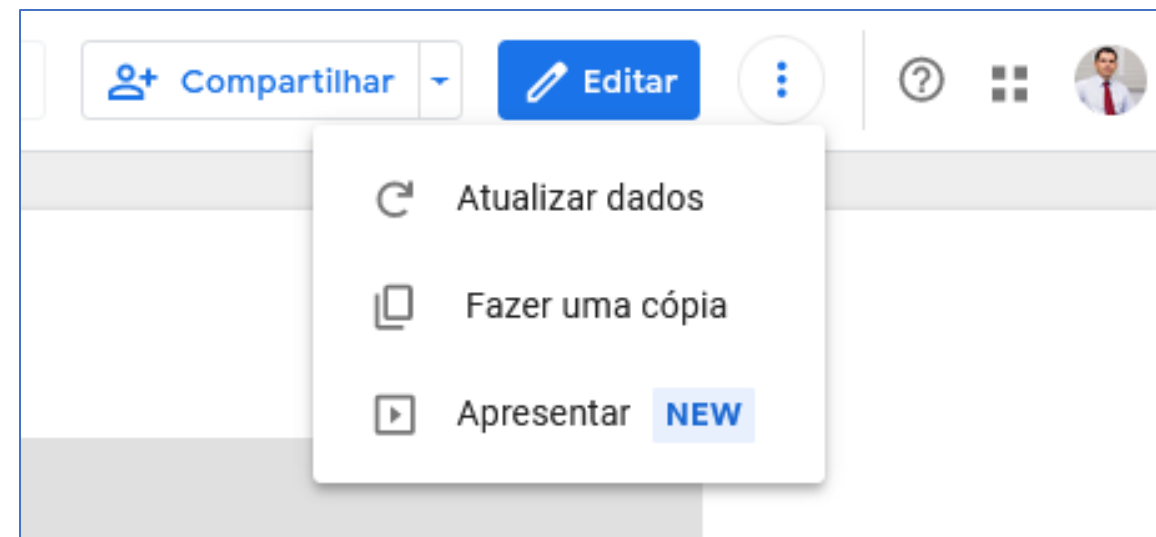 Compartilhar Editar
Atualizar dados
Fazer uma cópia
Apresentar NEW